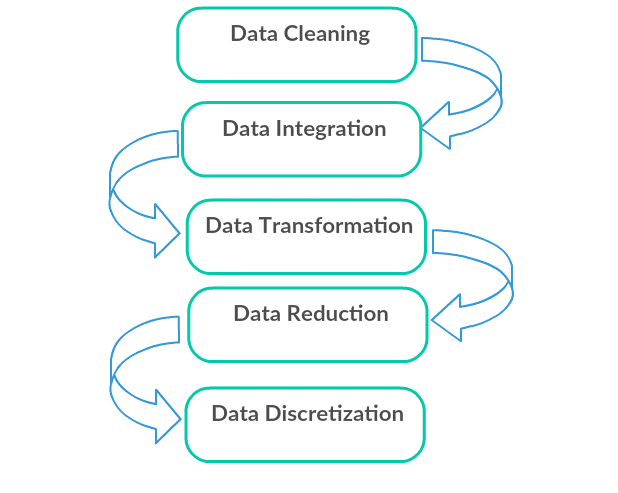 Data Cleaning
Data Integration
Data Transformation
Data Reduction
Data Discretization